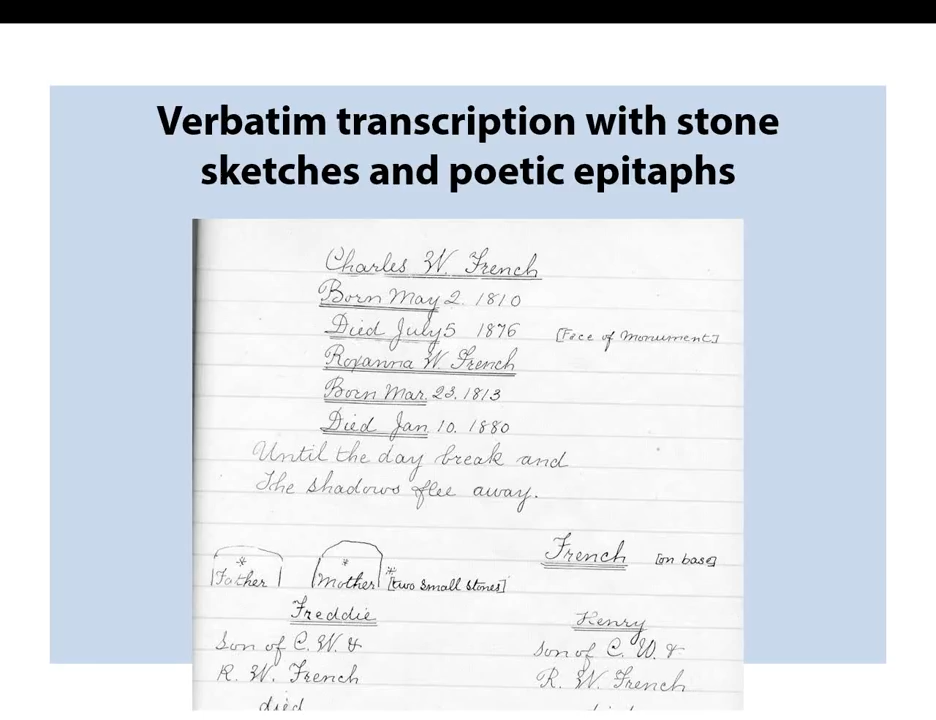 Verbatim transcription with stone
sketches and poetic epitaphs
Charles W. French
Born May 2. 1810
Died July 5 1876 [Face of Monument]
Roxanna W. French
Born Mar. 23. 1813
Died Jan. 10. 1880
Until the day break and
The shadows flee away.
French [on base]
* Father * Mother * [two small stones]
Freddie
Son of C. W. &
R. W. French
died
Henry
Son of C. W. &
R. W. French